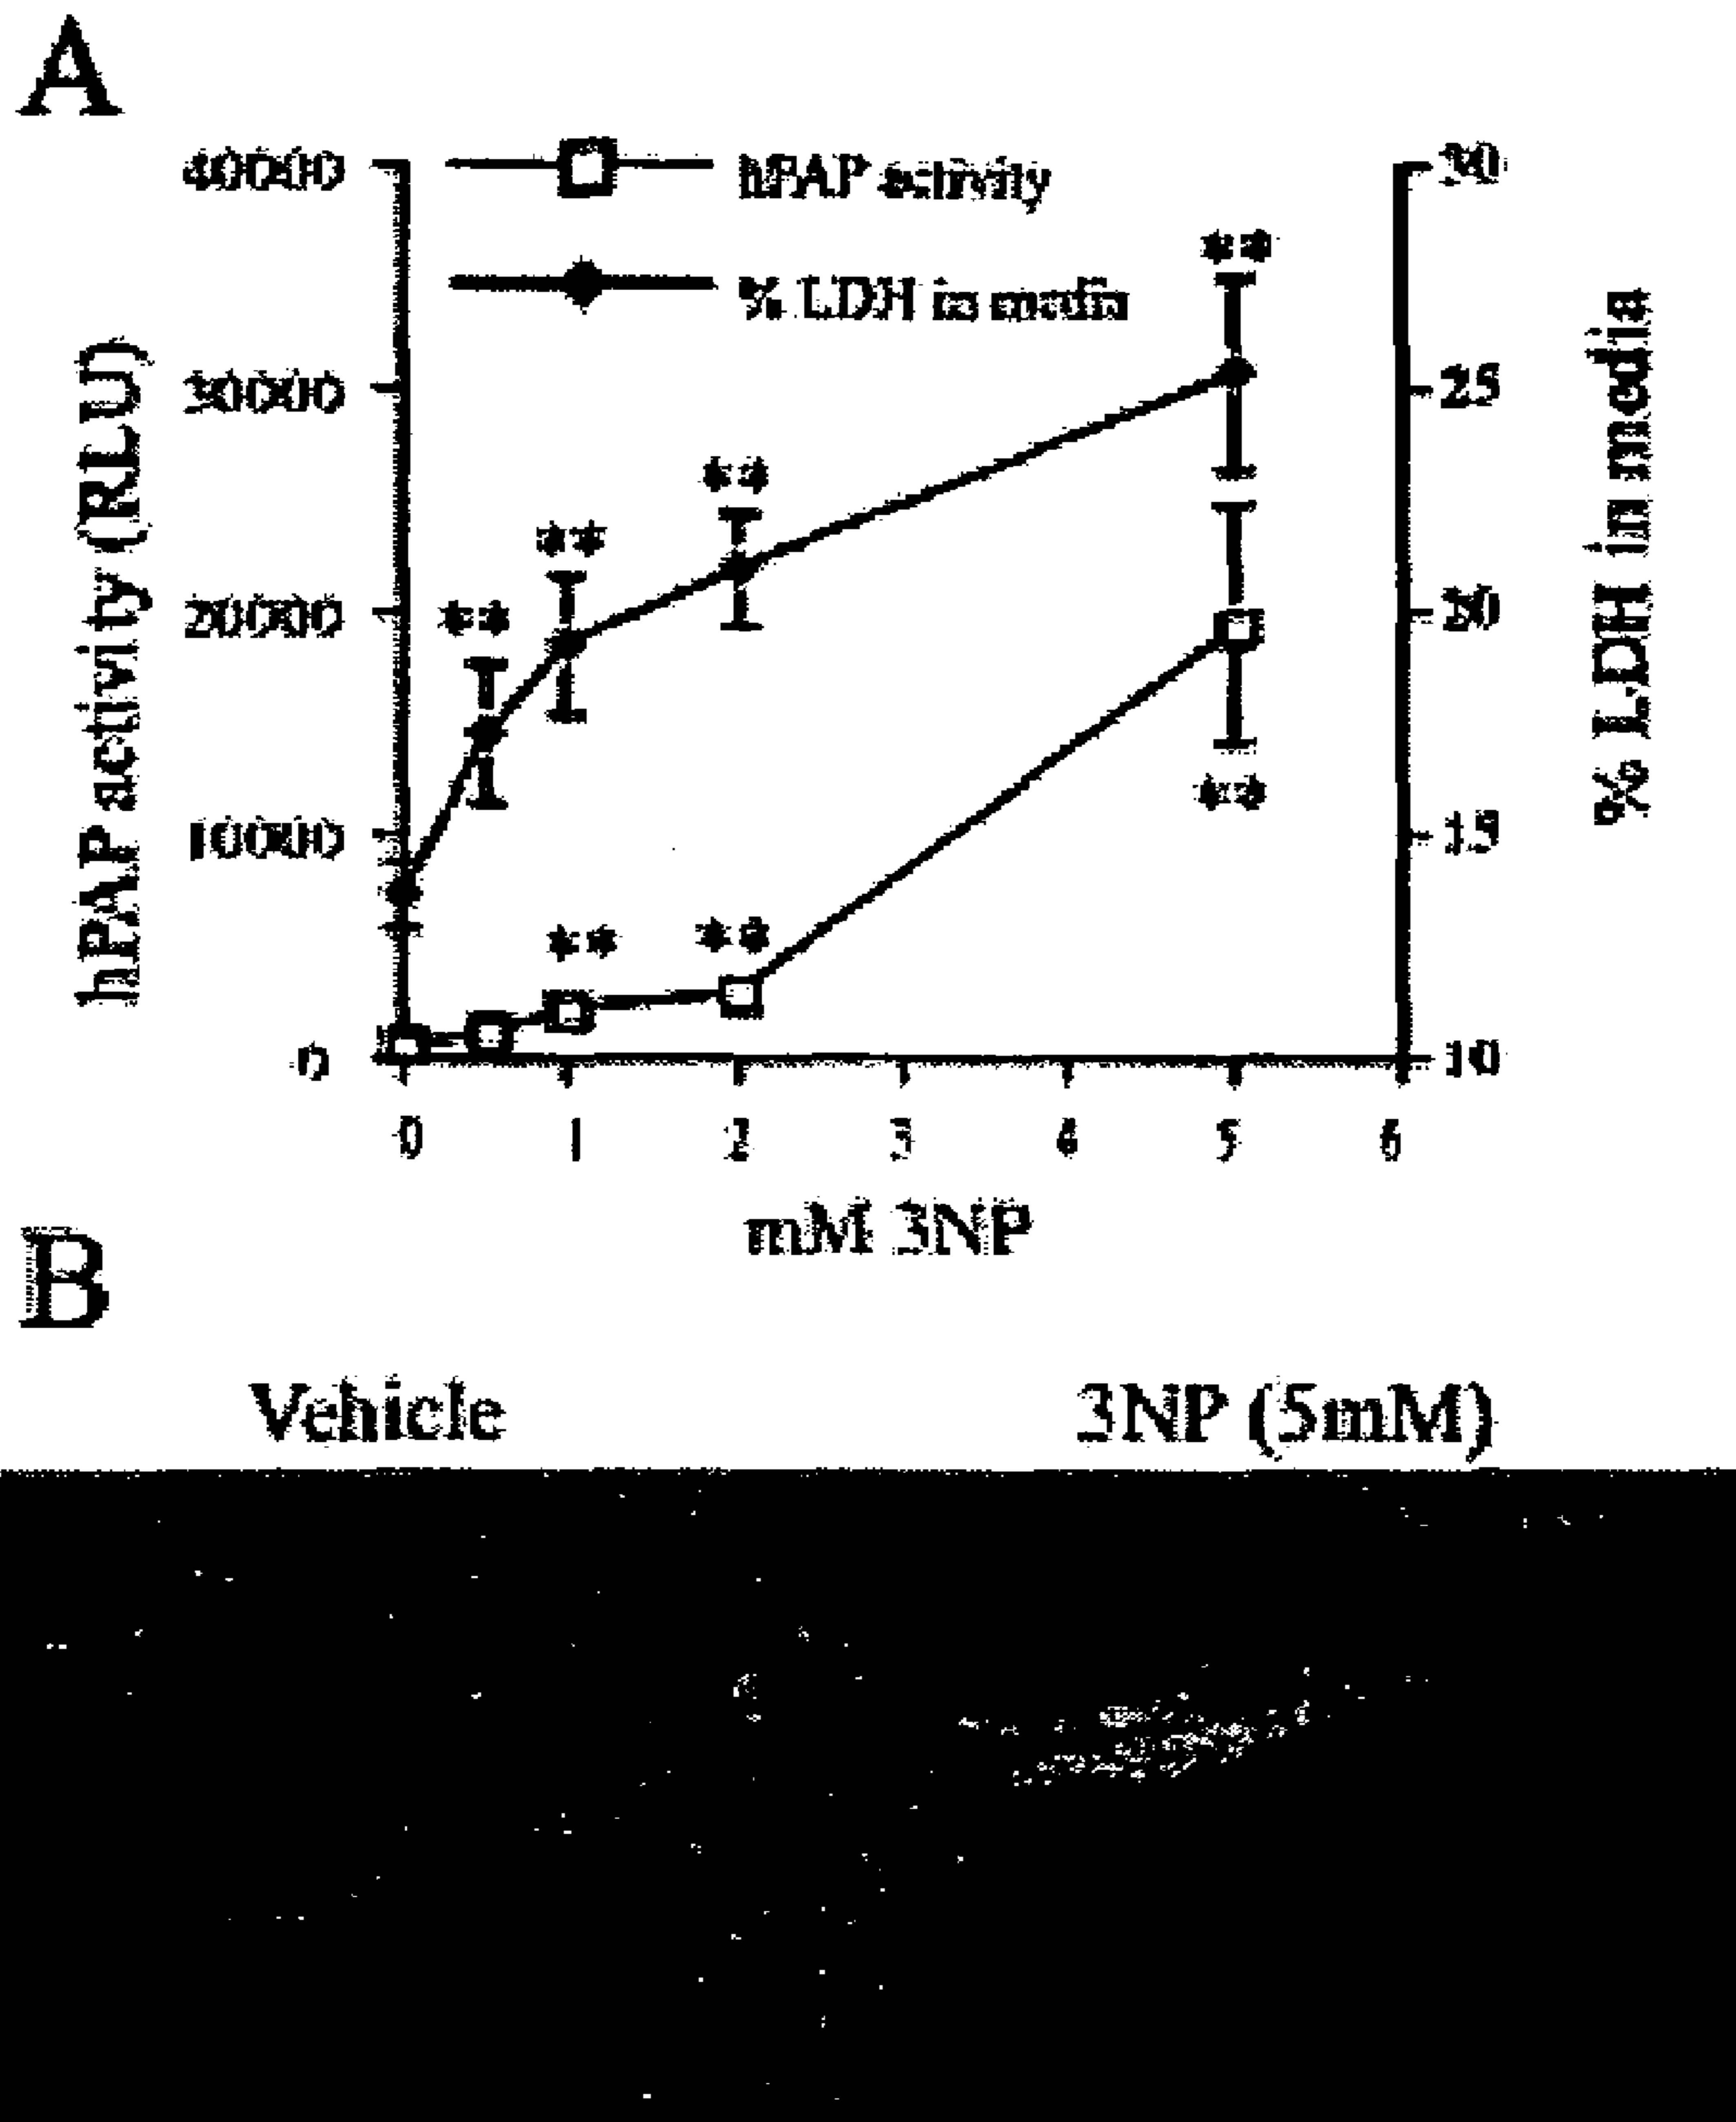 A
40000
hPAP activity
30
% LDH in media
hPAP activity (RLU)
30000
25
% LDH in media
20000
20
10000
15
0
10
0 1 2 3 4 5 6
mM 3NP
** ** ** **
** ** **
B
Vehicle
3NP (5mM)